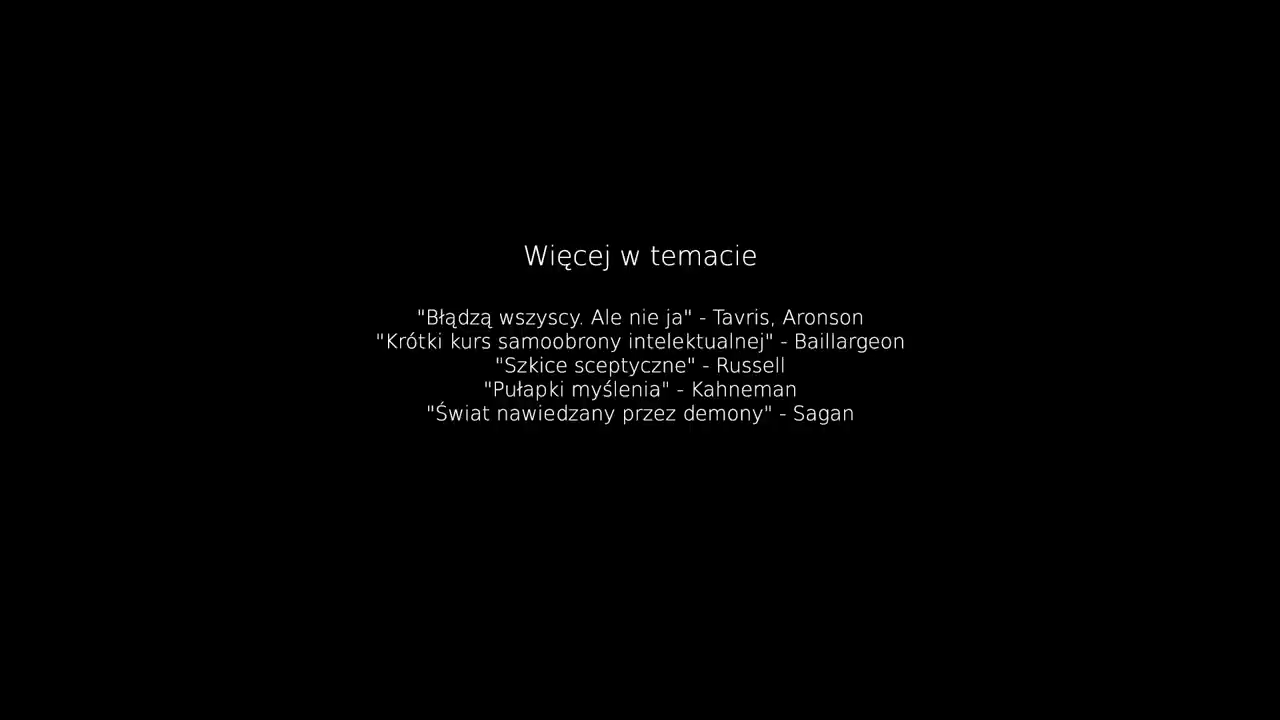 Więcej w temacie
"Błądzą wszyscy. Ale nie ja" - Tavris, Aronson
"Krótki kurs samoobrony intelektualnej" - Baillargeon
"Szkice sceptyczne" - Russell
"Pułapki myślenia" - Kahneman
"Świat nawiedzany przez demony" - Sagan